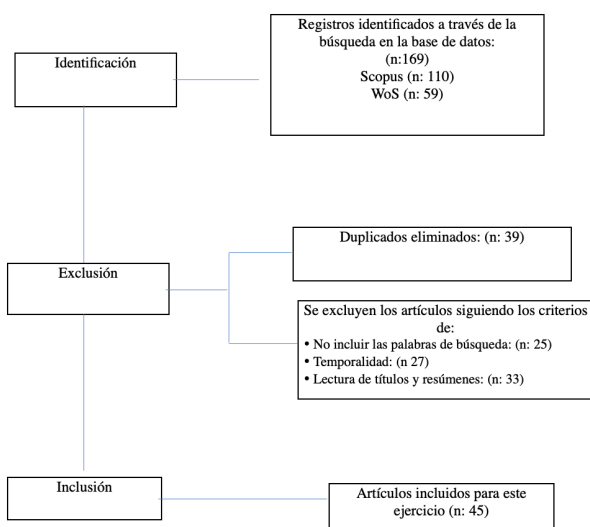 Identificación
Registros identificados a través de la
búsqueda en la base de datos:
(n:169)
Scopus (n: 110)
WoS (n: 59)
Exclusión
Duplicados eliminados: (n: 39)
Se excluyen los artículos siguiendo los criterios
de:
• No incluir las palabras de búsqueda: (n: 25)
• Temporalidad: (n 27)
• Lectura de títulos y resúmenes: (n: 33)
Inclusión
Artículos incluidos para este
ejercicio (n: 45)